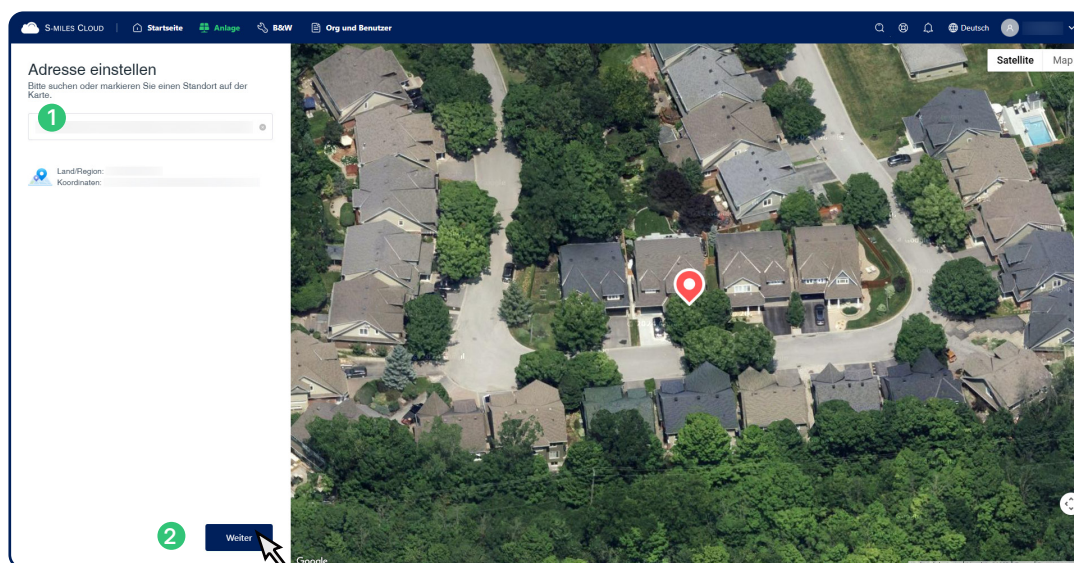 S-MILES CLOUD
Startseite
Anlage
B&W
Org und Benutzer
Deutsch
A
Adresse einstellen
Bitte suchen oder markieren Sie einen Standort auf der
Karte.
1
Land/Region:
Koordinaten:
Satellite
Map
2
Weiter
Google